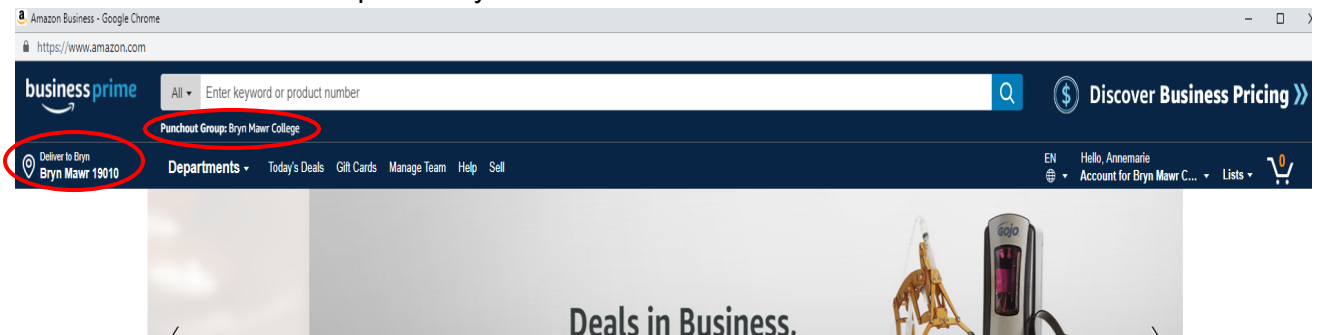 Amazon Business - Google Chrome
https://www.amazon.com
business prime
All
Enter keyword or product number
Discover Business Pricing
Punchout Group: Bryn Mawr College
Deliver to Bryn
Bryn Mawr 19010
Departments
Today's Deals
Gift Cards
Manage Team
Help
Sell
EN
Hello, Annemarie
Account for Bryn Mawr C...
Lists
0
GOJO
Deals in Business.